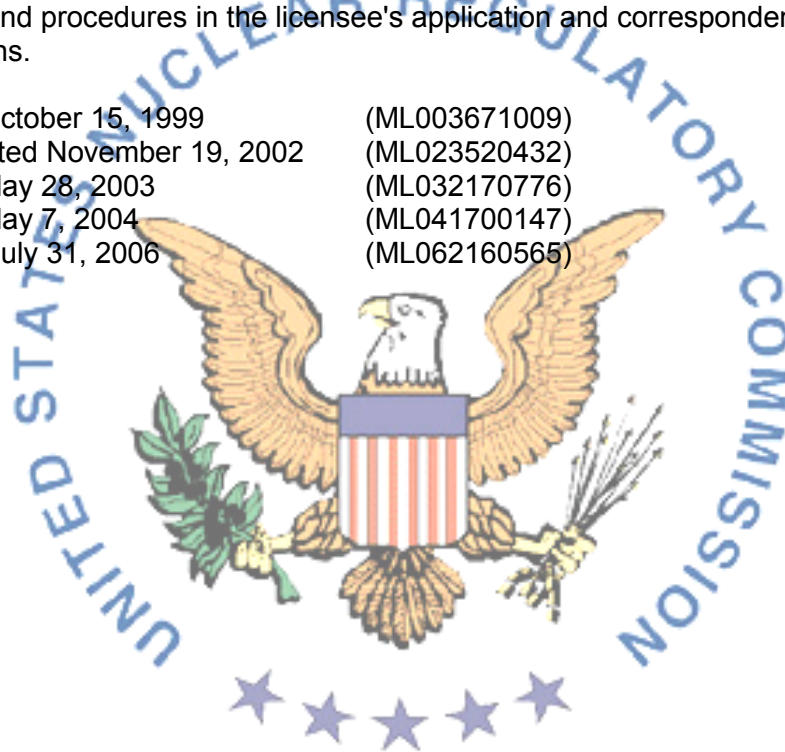 nd procedures in the licensee's application and corresponden
ns.
ctober 15, 1999 (ML003671009)
ted November 19, 2002 (ML023520432)
ay 28, 2003 (ML032170776)
ay 7, 2004 (ML041700147)
uly 31, 2006 (ML062160565)
UNITED STATES NUCLEAR REGULATORY COMMISSION